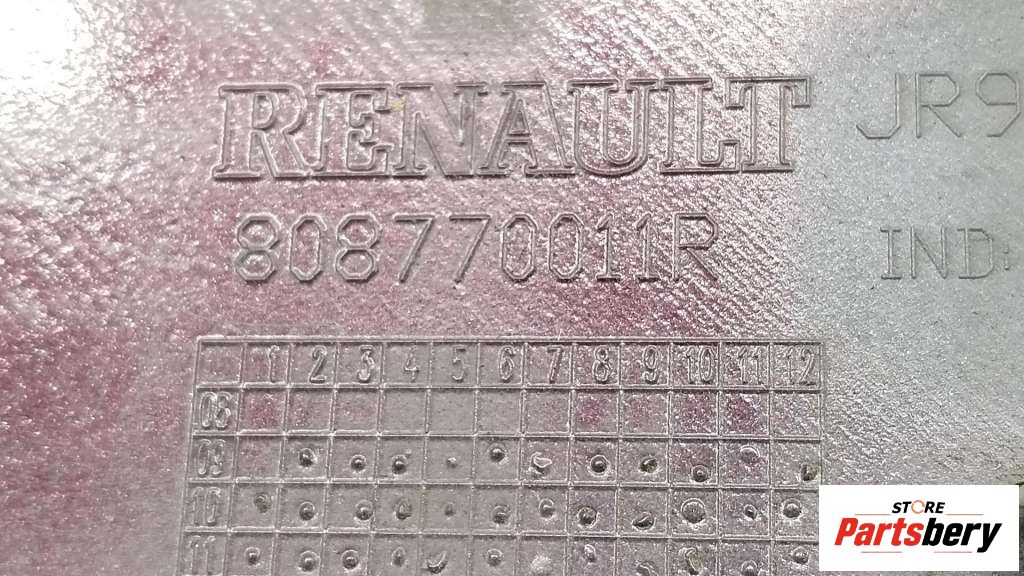 RENAULT
JR9
808770011R
IND:
1 2 3 4 5 6 7 8 9 10 11 12
09
10
11
STORE
Partsbery